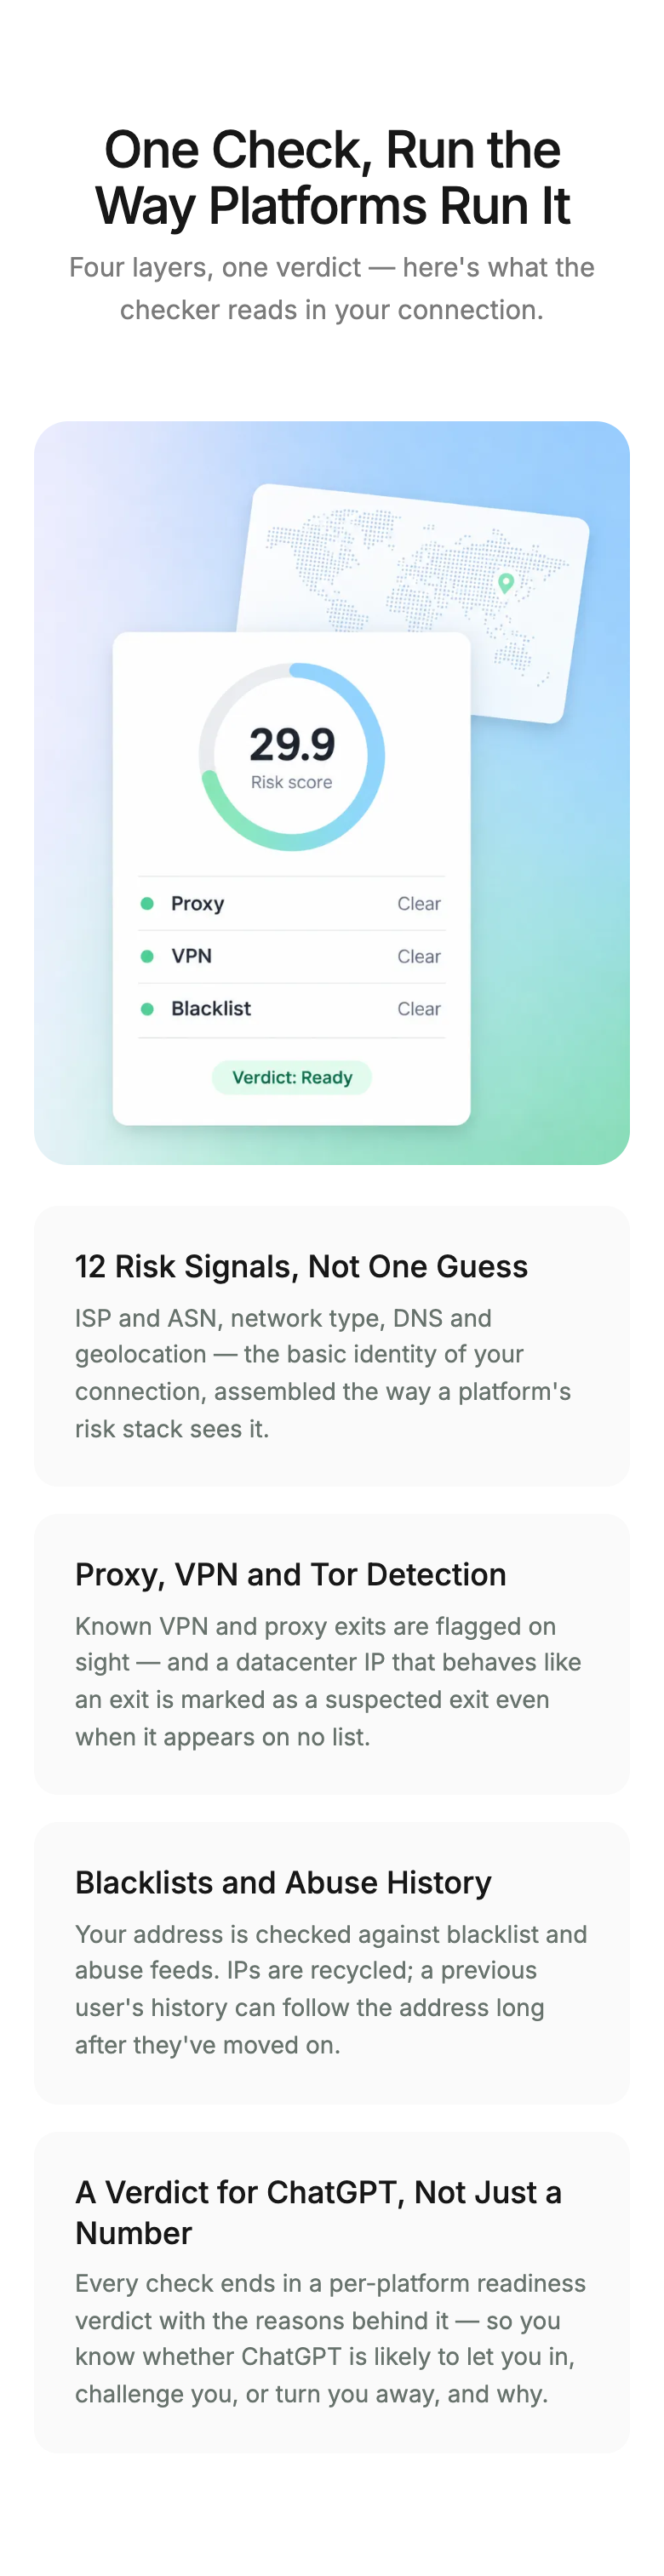 One Check, Run the
Way Platforms Run It
Four layers, one verdict — here's what the
checker reads in your connection.
29.9
Risk score
Proxy Clear
VPN Clear
Blacklist Clear
Verdict: Ready
12 Risk Signals, Not One Guess
ISP and ASN, network type, DNS and
geolocation — the basic identity of your
connection, assembled the way a platform's
risk stack sees it.
Proxy, VPN and Tor Detection
Known VPN and proxy exits are flagged on
sight — and a datacenter IP that behaves like
an exit is marked as a suspected exit even
when it appears on no list.
Blacklists and Abuse History
Your address is checked against blacklist and
abuse feeds. IPs are recycled; a previous
user's history can follow the address long
after they've moved on.
A Verdict for ChatGPT, Not Just a
Number
Every check ends in a per-platform readiness
verdict with the reasons behind it — so you
know whether ChatGPT is likely to let you in,
challenge you, or turn you away, and why.